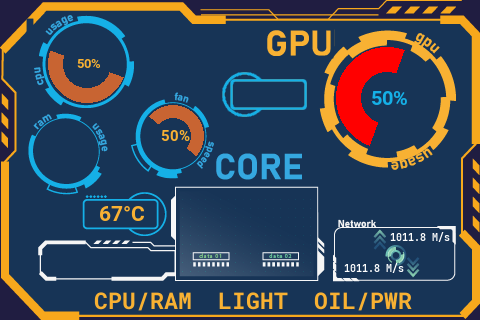 usage
cpu
50%
GPU
gpu
50%
usage
ram
usage
fan
50%
speed
CORE
67°C
data 01
data 02
Network
1011.8 M/s
1011.8 M/s
CPU/RAM LIGHT OIL/PWR